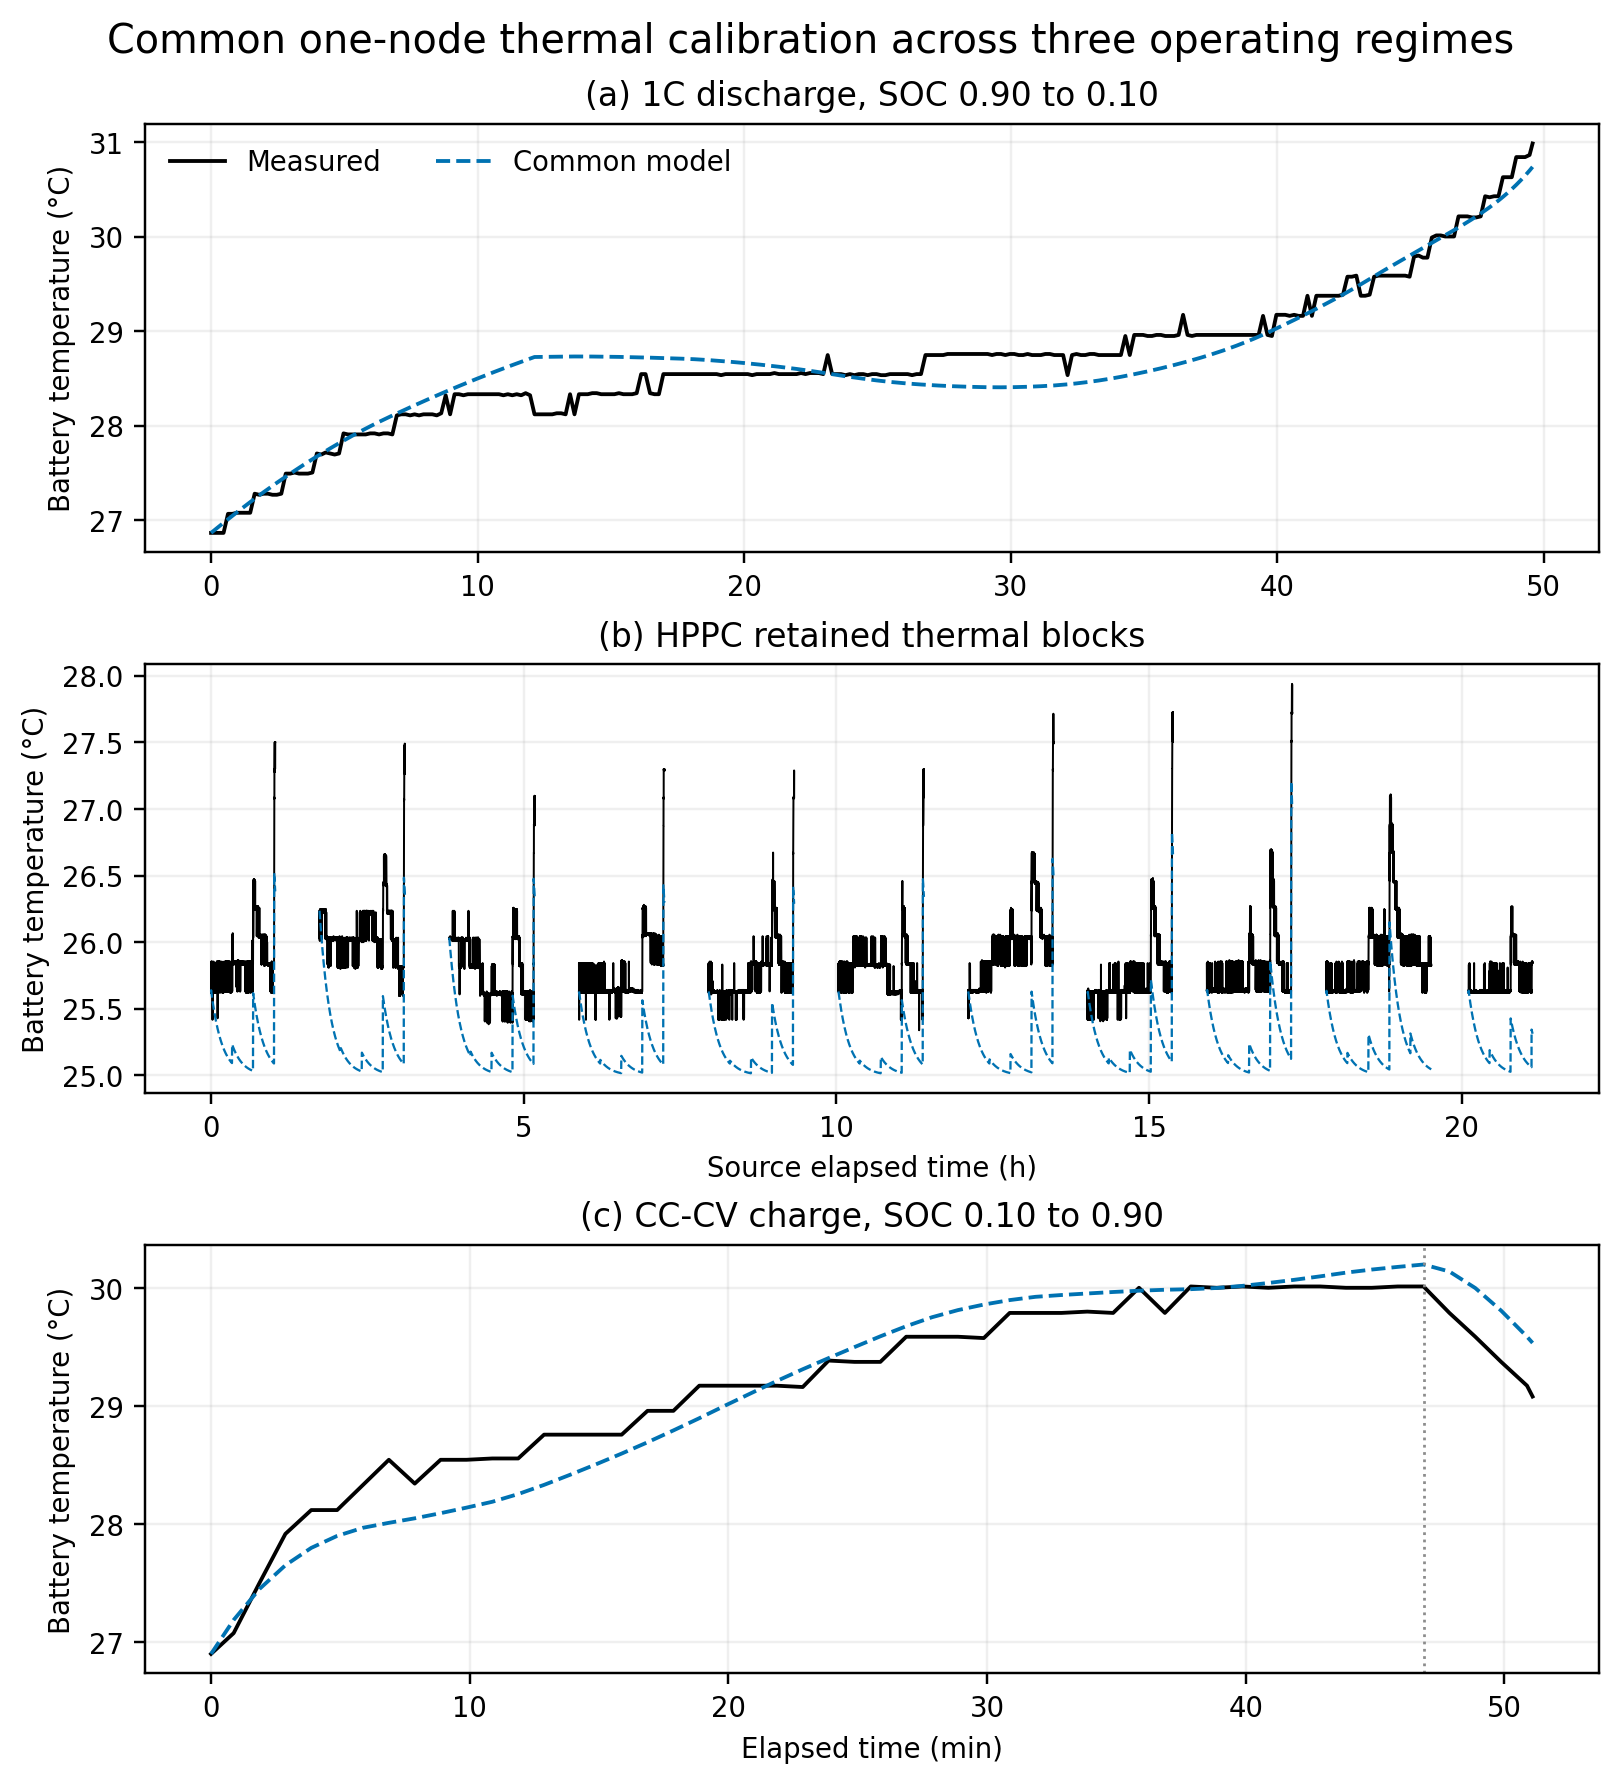 Common one-node thermal calibration across three operating regimes
(a) 1C discharge, SOC 0.90 to 0.10
Battery temperature (°C)
31
30
29
28
27
Measured
Common model
0 10 20 30 40 50
(b) HPPC retained thermal blocks
Battery temperature (°C)
28.0
27.5
27.0
26.5
26.0
25.5
25.0
0 5 10 15 20
Source elapsed time (h)
(c) CC-CV charge, SOC 0.10 to 0.90
Battery temperature (°C)
30
29
28
27
0 10 20 30 40 50
Elapsed time (min)